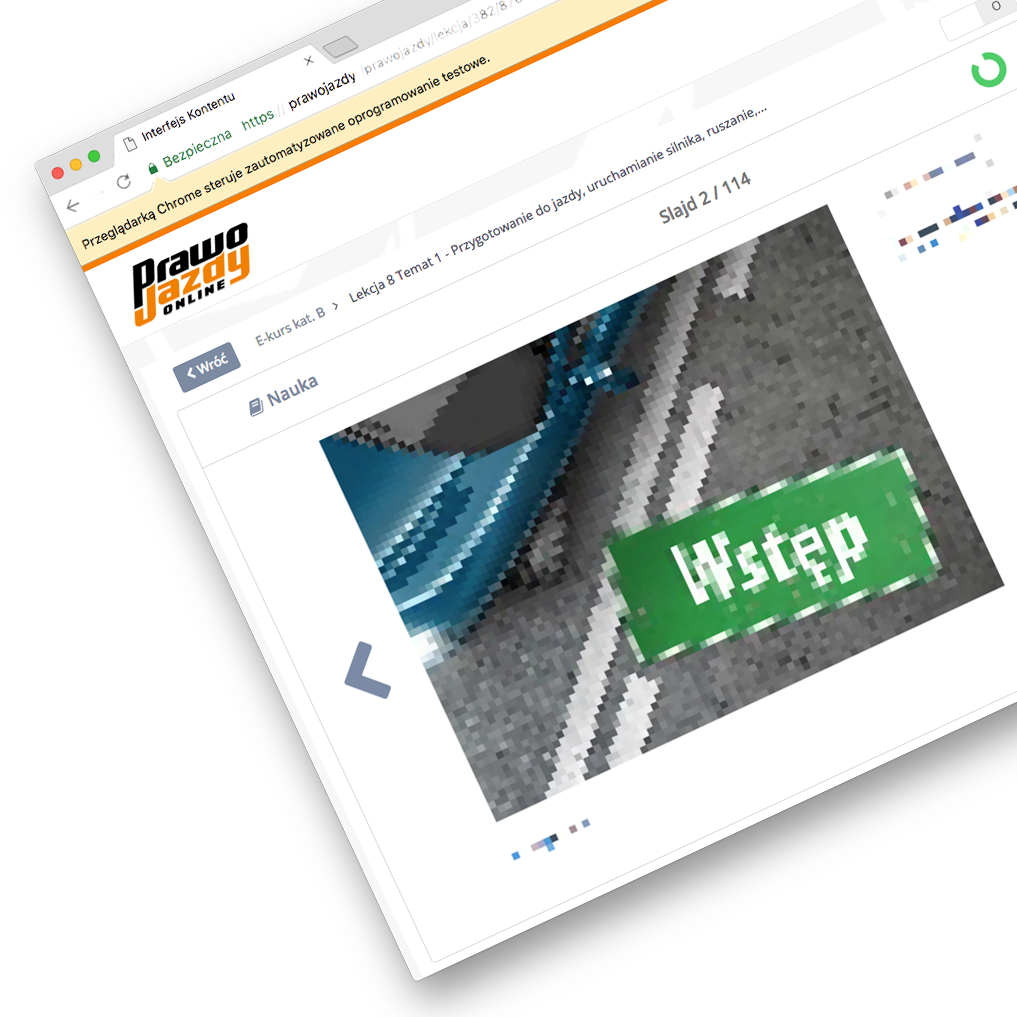 Interfejs Kontentu
Bezpieczna https:// prawojazdy /prawojazdy/lekcja/382/8/
Przeglądarką Chrome steruje zautomatyzowane oprogramowanie testowe.
Prawo
Jazdy
ONLINE
0
Wróć
E-kurs kat. B › Lekcja 8 Temat 1 - Przygotowanie do jazdy, uruchamianie silnika, ruszanie,...
Nauka
Slajd 2 / 114
Wstęp